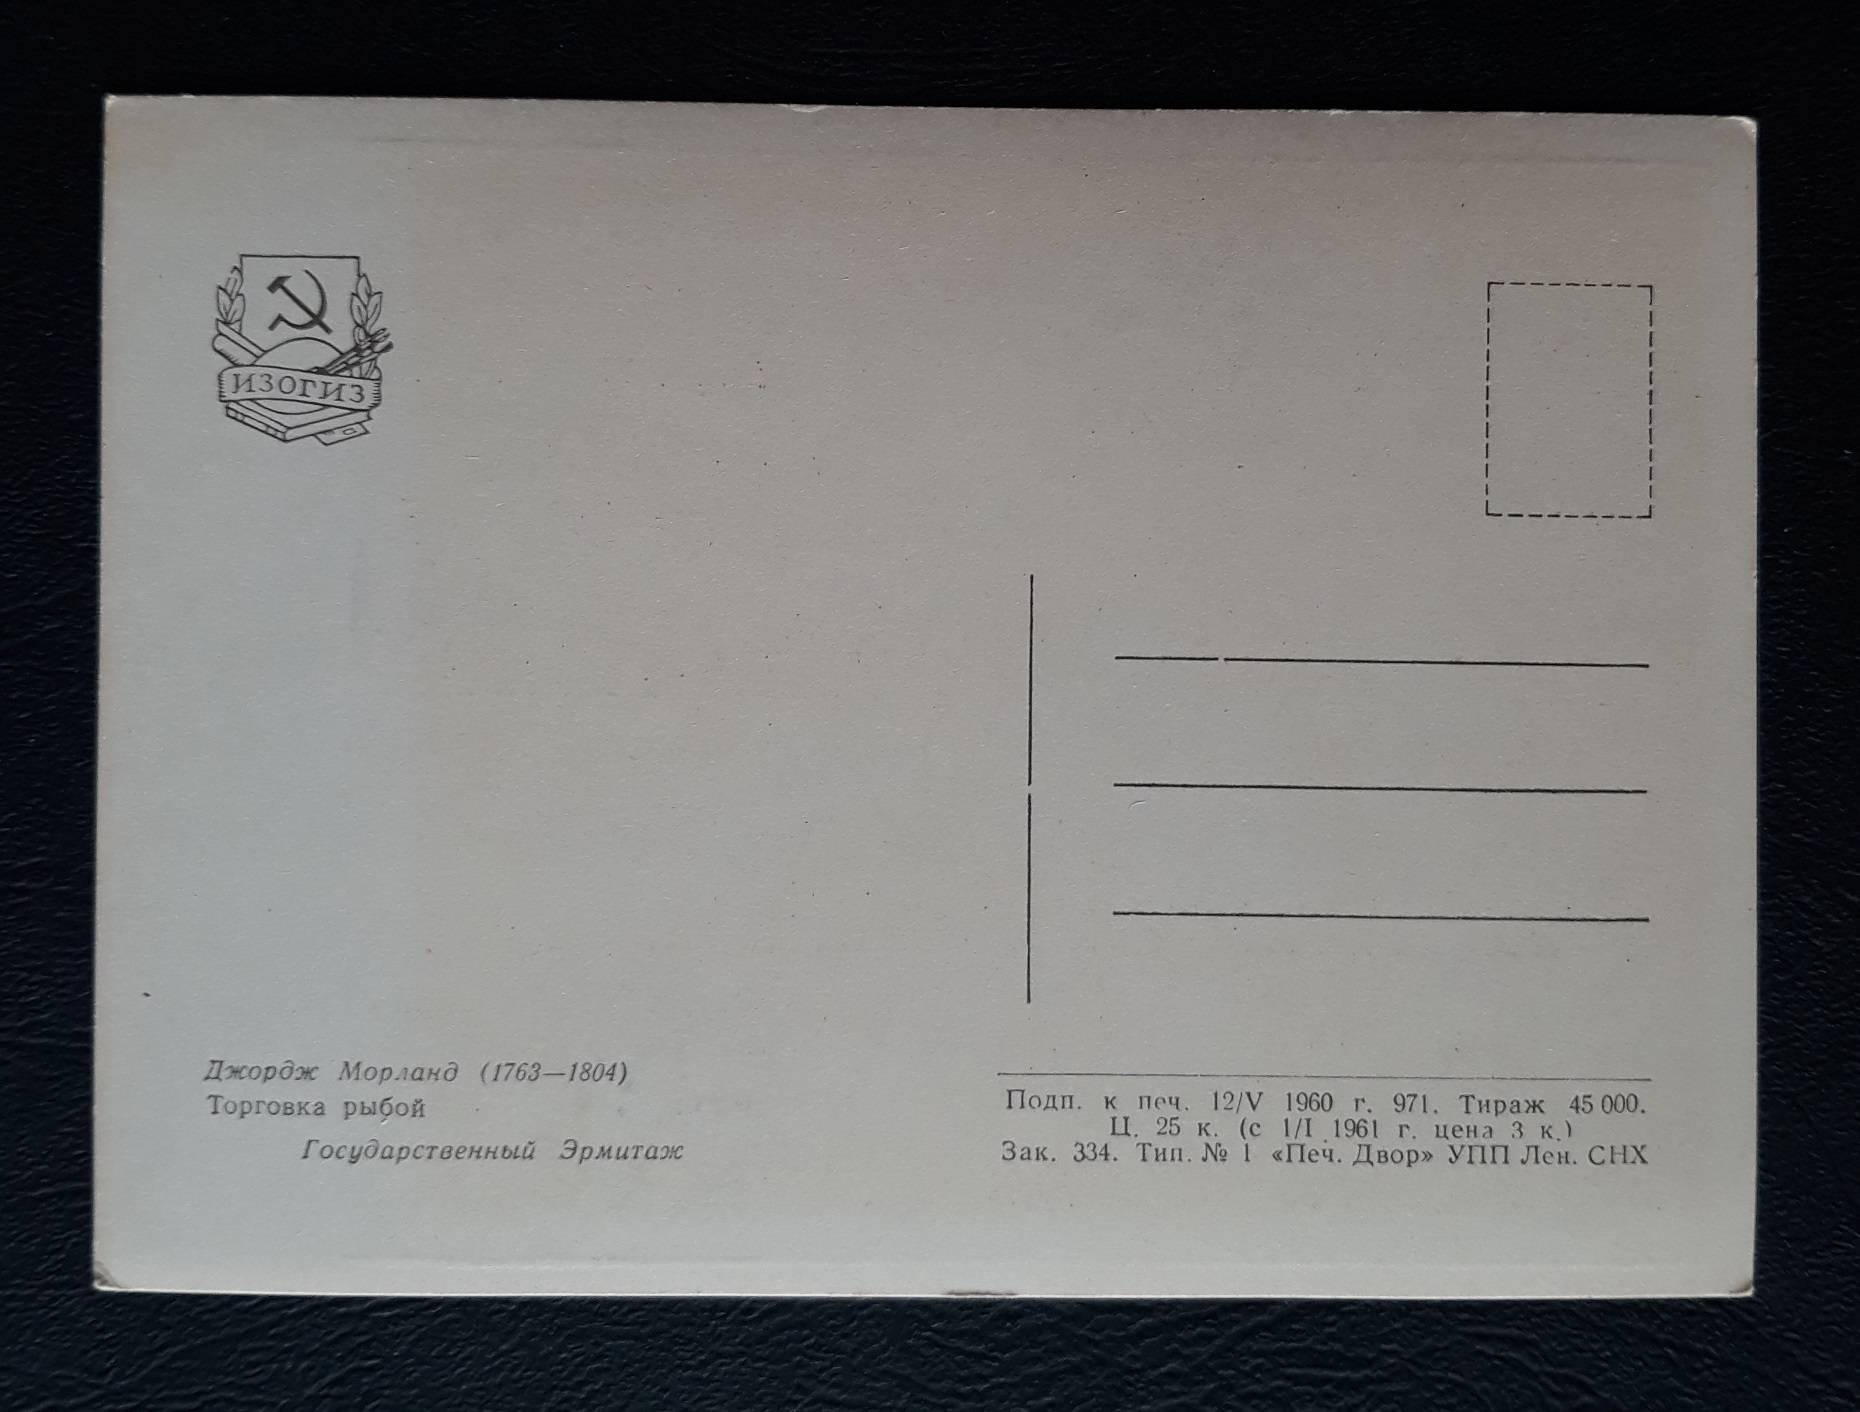 ИЗОГИЗ
Джордж Морланд (1763—1804)
Торговка рыбой
Государственный Эрмитаж
Подп. к печ. 12/V 1960 г. 971. Тираж 45 000.
Ц. 25 к. (с 1/I 1961 г. цена 3 к.)
Зак. 334. Тип. № 1 «Печ. Двор» УПП Лен. СНХ